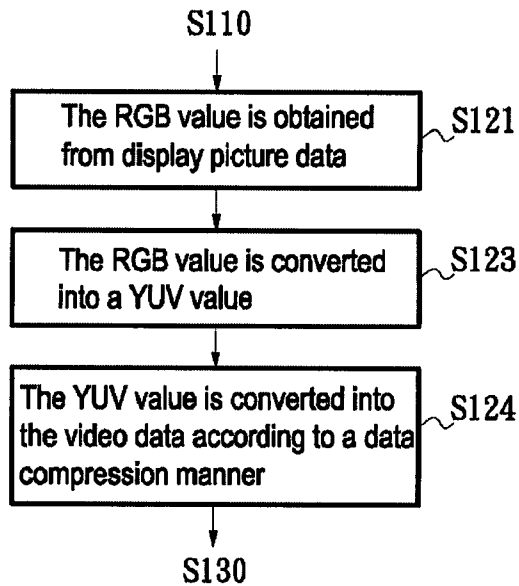 S110
The RGB value is obtained
from display picture data
S121
The RGB value is converted
into a YUV value
S123
The YUV value is converted into
the video data according to a data
compression manner
S124
S130